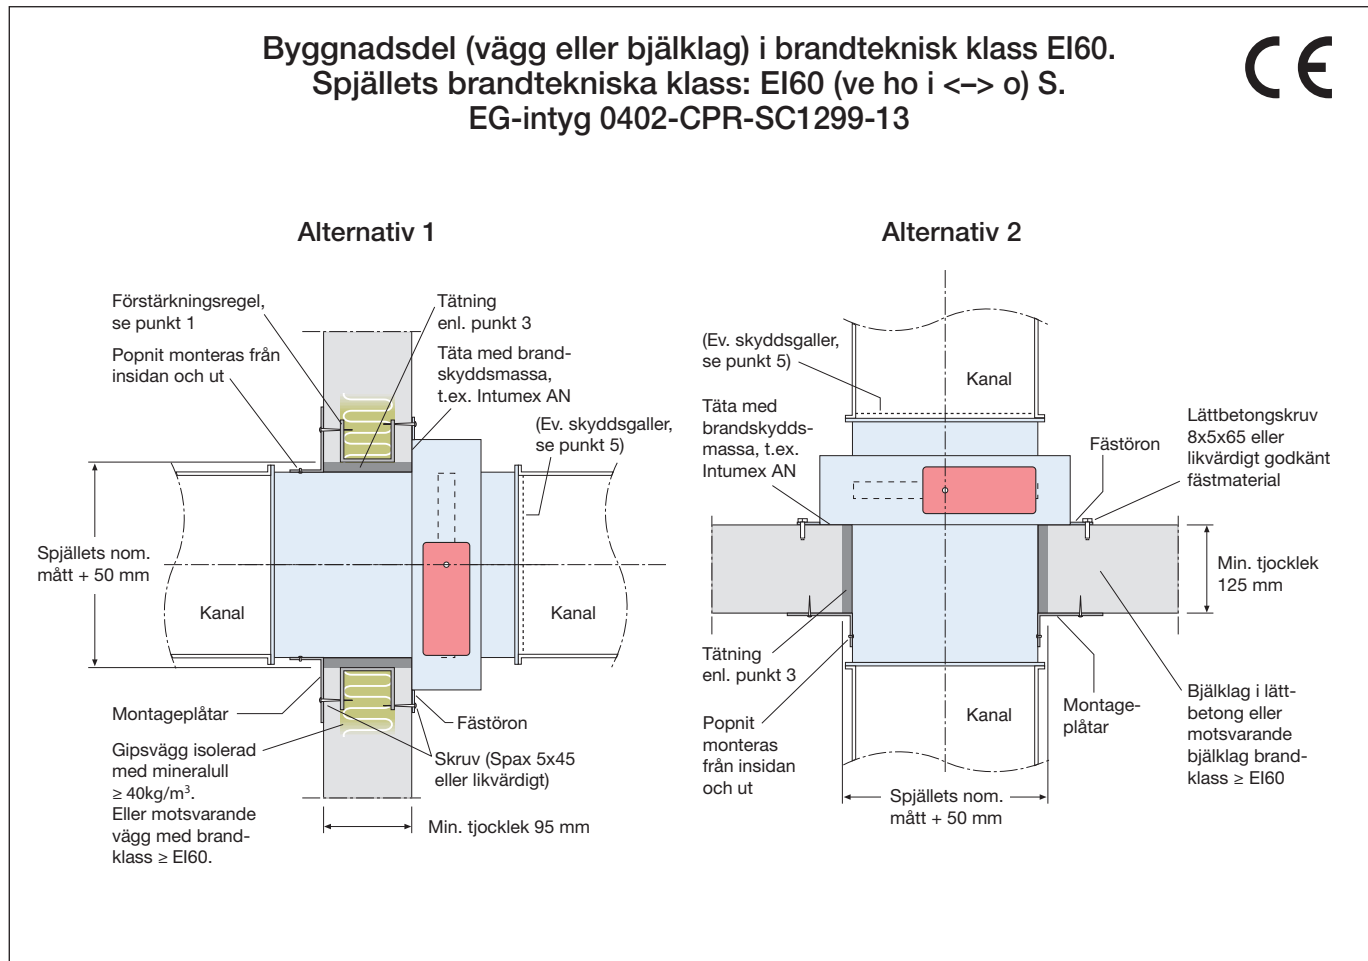 Byggnadsdel (vägg eller bjälklag) i brandteknisk klass EI60.
Spjällets brandtekniska klass: EI60 (ve ho i <–> o) S.
EG-intyg 0402-CPR-SC1299-13
CE
Alternativ 1
Förstärkningsregel,
se punkt 1
Popnit monteras från
insidan och ut
Tätning
enl. punkt 3
Täta med brand-
skyddsmassa,
t.ex. Intumex AN
(Ev. skyddsgaller,
se punkt 5)
Spjällets nom.
mått + 50 mm
Kanal
Kanal
Montageplåtar
Gipsvägg isolerad
med mineralull
≥ 40kg/m³.
Eller motsvarande
vägg med brand-
klass ≥ EI60.
Fästöron
Skruv (Spax 5x45
eller likvärdigt)
Min. tjocklek 95 mm
Alternativ 2
(Ev. skyddsgaller,
se punkt 5)
Kanal
Täta med
brandskydds-
massa, t.ex.
Intumex AN
Fästöron
Lättbetongskruv
8x5x65 eller
likvärdigt godkänt
fästmaterial
Min. tjocklek
125 mm
Tätning
enl. punkt 3
Popnit
monteras
från insidan
och ut
Kanal
Montage-
plåtar
Bjälklag i lätt-
betong eller
motsvarande
bjälklag brand-
klass ≥ EI60
Spjällets nom.
mått + 50 mm